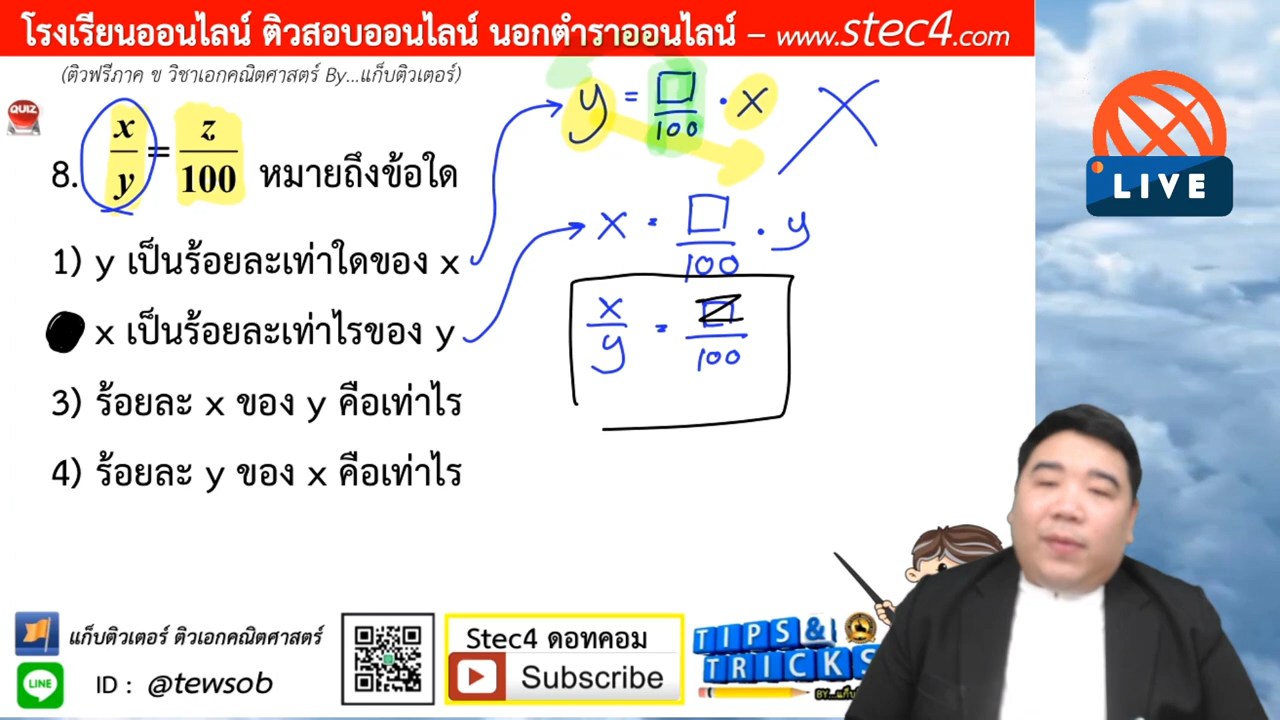 โรงเรียนออนไลน์ ติวสอบออนไลน์ นอกตำราออนไลน์ – www.stec4.com
(ติวฟรีภาค ข วิชาเอกคณิตศาสตร์ By...แก็บติวเตอร์)
QUIZ
8. x/y = z/100 หมายถึงข้อใด
y = □/100 · x
X
LIVE
1) y เป็นร้อยละเท่าใดของ x
x = □/100 · y
x เป็นร้อยละเท่าไรของ y
x/y = z/100
3) ร้อยละ x ของ y คือเท่าไร
4) ร้อยละ y ของ x คือเท่าไร
แก็บติวเตอร์ ติวเอกคณิตศาสตร์
LINE ID : @tewsob
Stec4 ดอทคอม
Subscribe
TIPS &
TRICKS